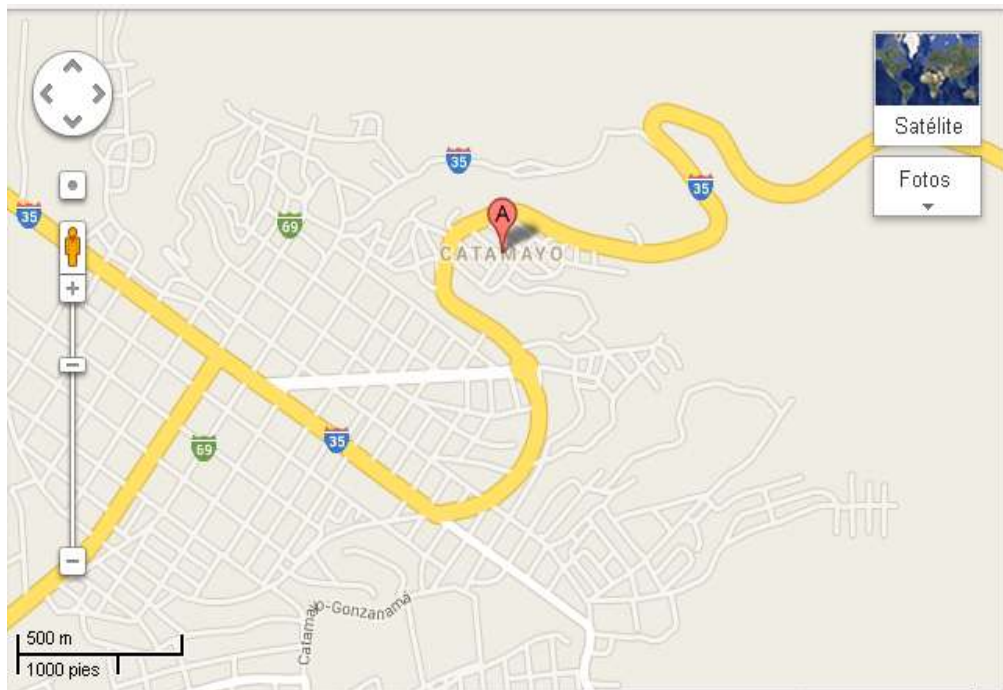 Satélite
Fotos
35
35
35
69
A
CATAMAYO
69
35
Catamayo-Gonzanamá
500 m
1000 pies